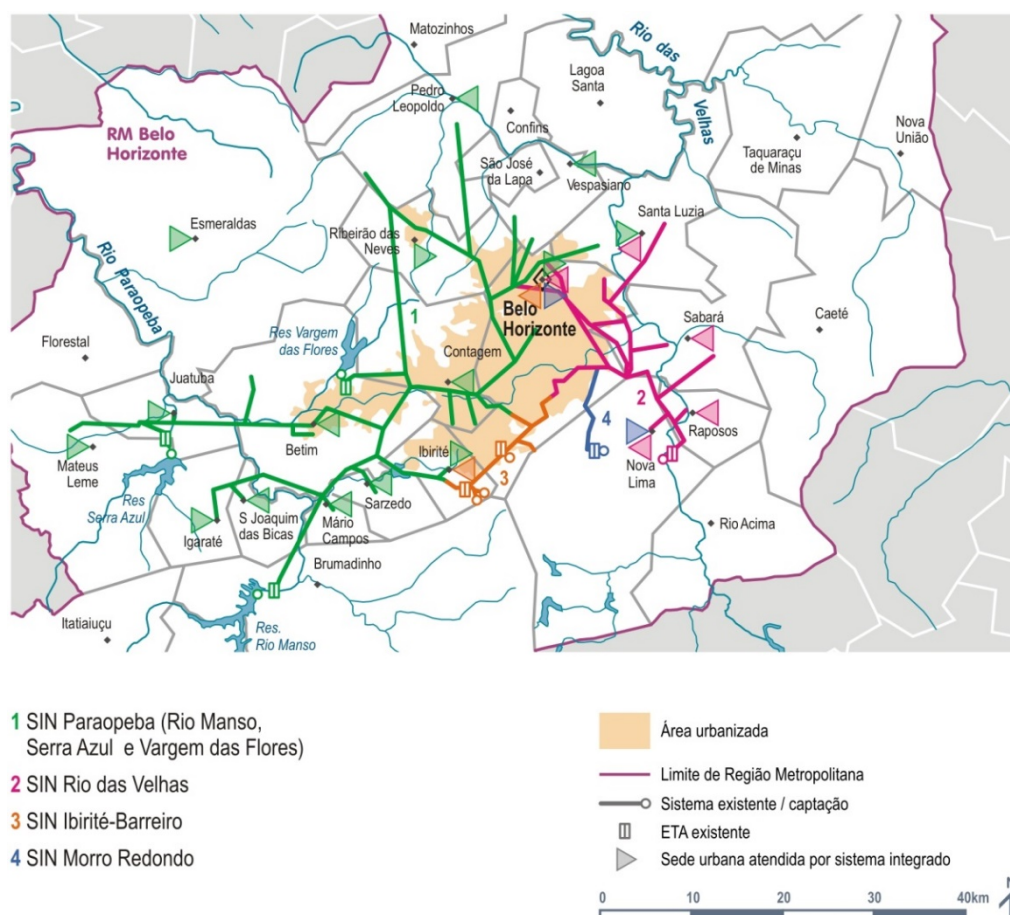 Matozinhos
Rio das
Velhas
Lagoa
Santa
Pedro
Leopoldo
Confins
Nova
União
RM Belo
Horizonte
Taquaraçu
de Minas
São José
da Lapa
Vespasiano
Santa Luzia
Esmeraldas
Ribeirão das
Neves
Rio Paraopeba
1
Belo
Horizonte
Sabará
Caeté
Res Vargem
das Flores
Florestal
Contagem
Juatuba
2
4
Raposos
Betim
Ibirité
Nova
Lima
3
Mateus
Leme
Res
Serra Azul
Sarzedo
S Joaquim
das Bicas
Mário
Campos
Igaraté
Rio Acima
Brumadinho
Itatiaiuçu
Res.
Rio Manso
1 SIN Paraopeba (Rio Manso,
Serra Azul e Vargem das Flores)
2 SIN Rio das Velhas
3 SIN Ibirité-Barreiro
4 SIN Morro Redondo
Área urbanizada
Limite de Região Metropolitana
Sistema existente / captação
ETA existente
Sede urbana atendida por sistema integrado
0 10 20 30 40km
N